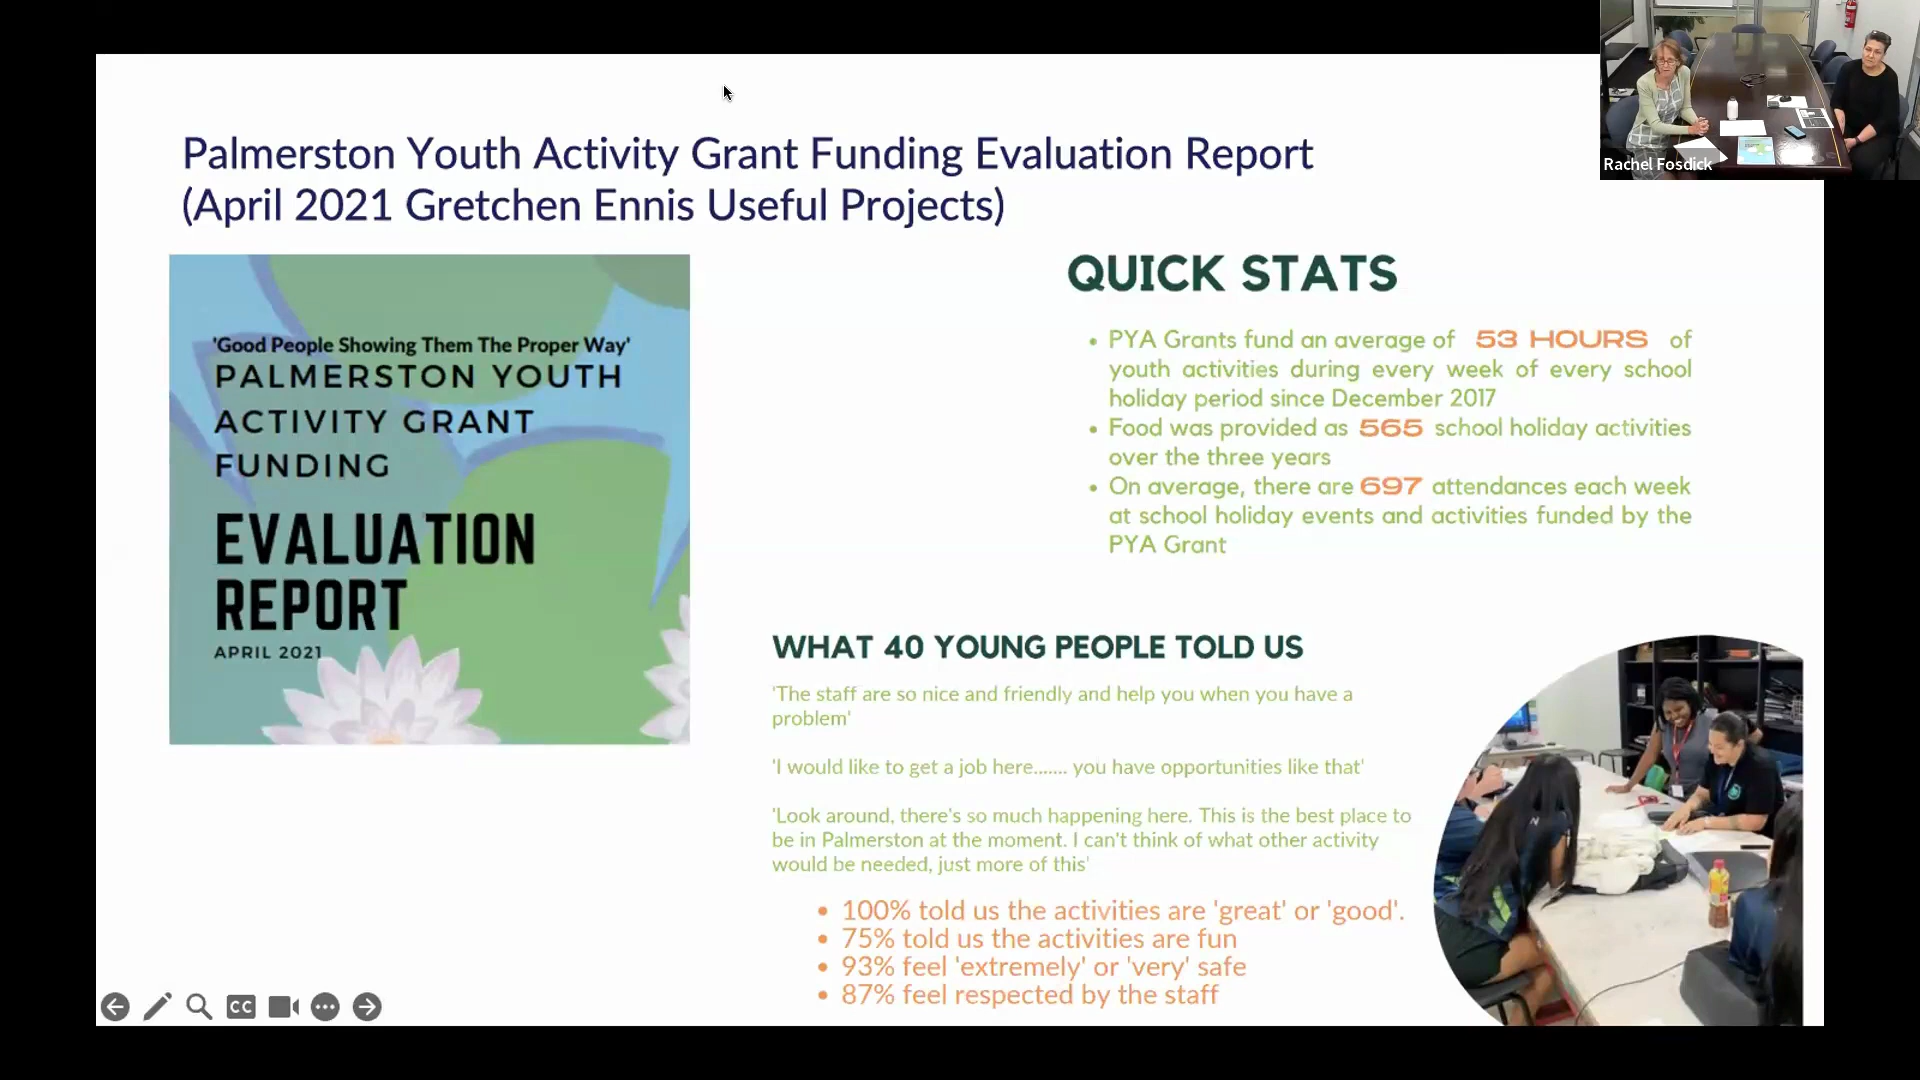 Palmerston Youth Activity Grant Funding Evaluation Report
(April 2021 Gretchen Ennis Useful Projects)
Rachel Fosdick
'Good People Showing Them The Proper Way'
PALMERSTON YOUTH
ACTIVITY GRANT
FUNDING
EVALUATION
REPORT
APRIL 2021
QUICK STATS
• PYA Grants fund an average of 53 HOURS of
youth activities during every week of every school
holiday period since December 2017
• Food was provided as 565 school holiday activities
over the three years
• On average, there are 697 attendances each week
at school holiday events and activities funded by the
PYA Grant
WHAT 40 YOUNG PEOPLE TOLD US
'The staff are so nice and friendly and help you when you have a
problem'
'I would like to get a job here....... you have opportunities like that'
'Look around, there's so much happening here. This is the best place to
be in Palmerston at the moment. I can't think of what other activity
would be needed, just more of this'
• 100% told us the activities are 'great' or 'good'.
• 75% told us the activities are fun
• 93% feel 'extremely' or 'very' safe
• 87% feel respected by the staff
CC